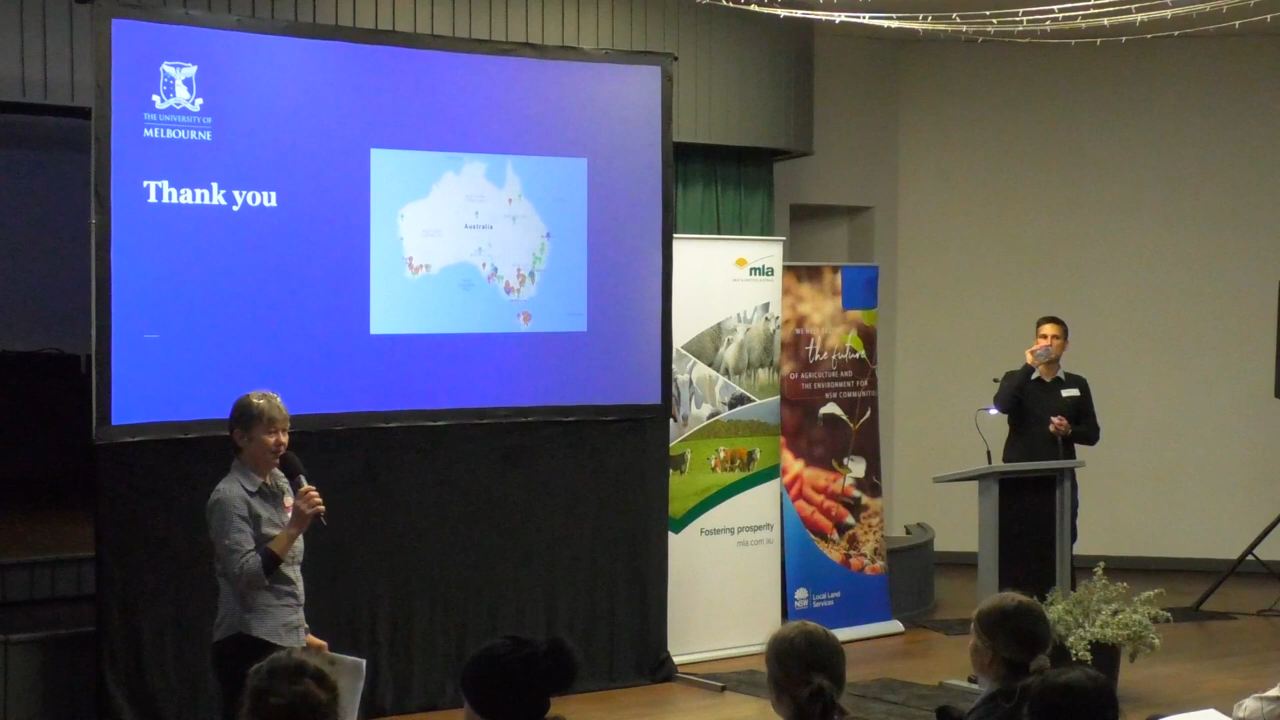 THE UNIVERSITY OF
MELBOURNE
Thank you
Australia
mla
Fostering prosperity
mla.com.au
the future
OF AGRICULTURE AND
THE ENVIRONMENT FOR
NSW COMMUNITIES
NSW
Local Land
Services